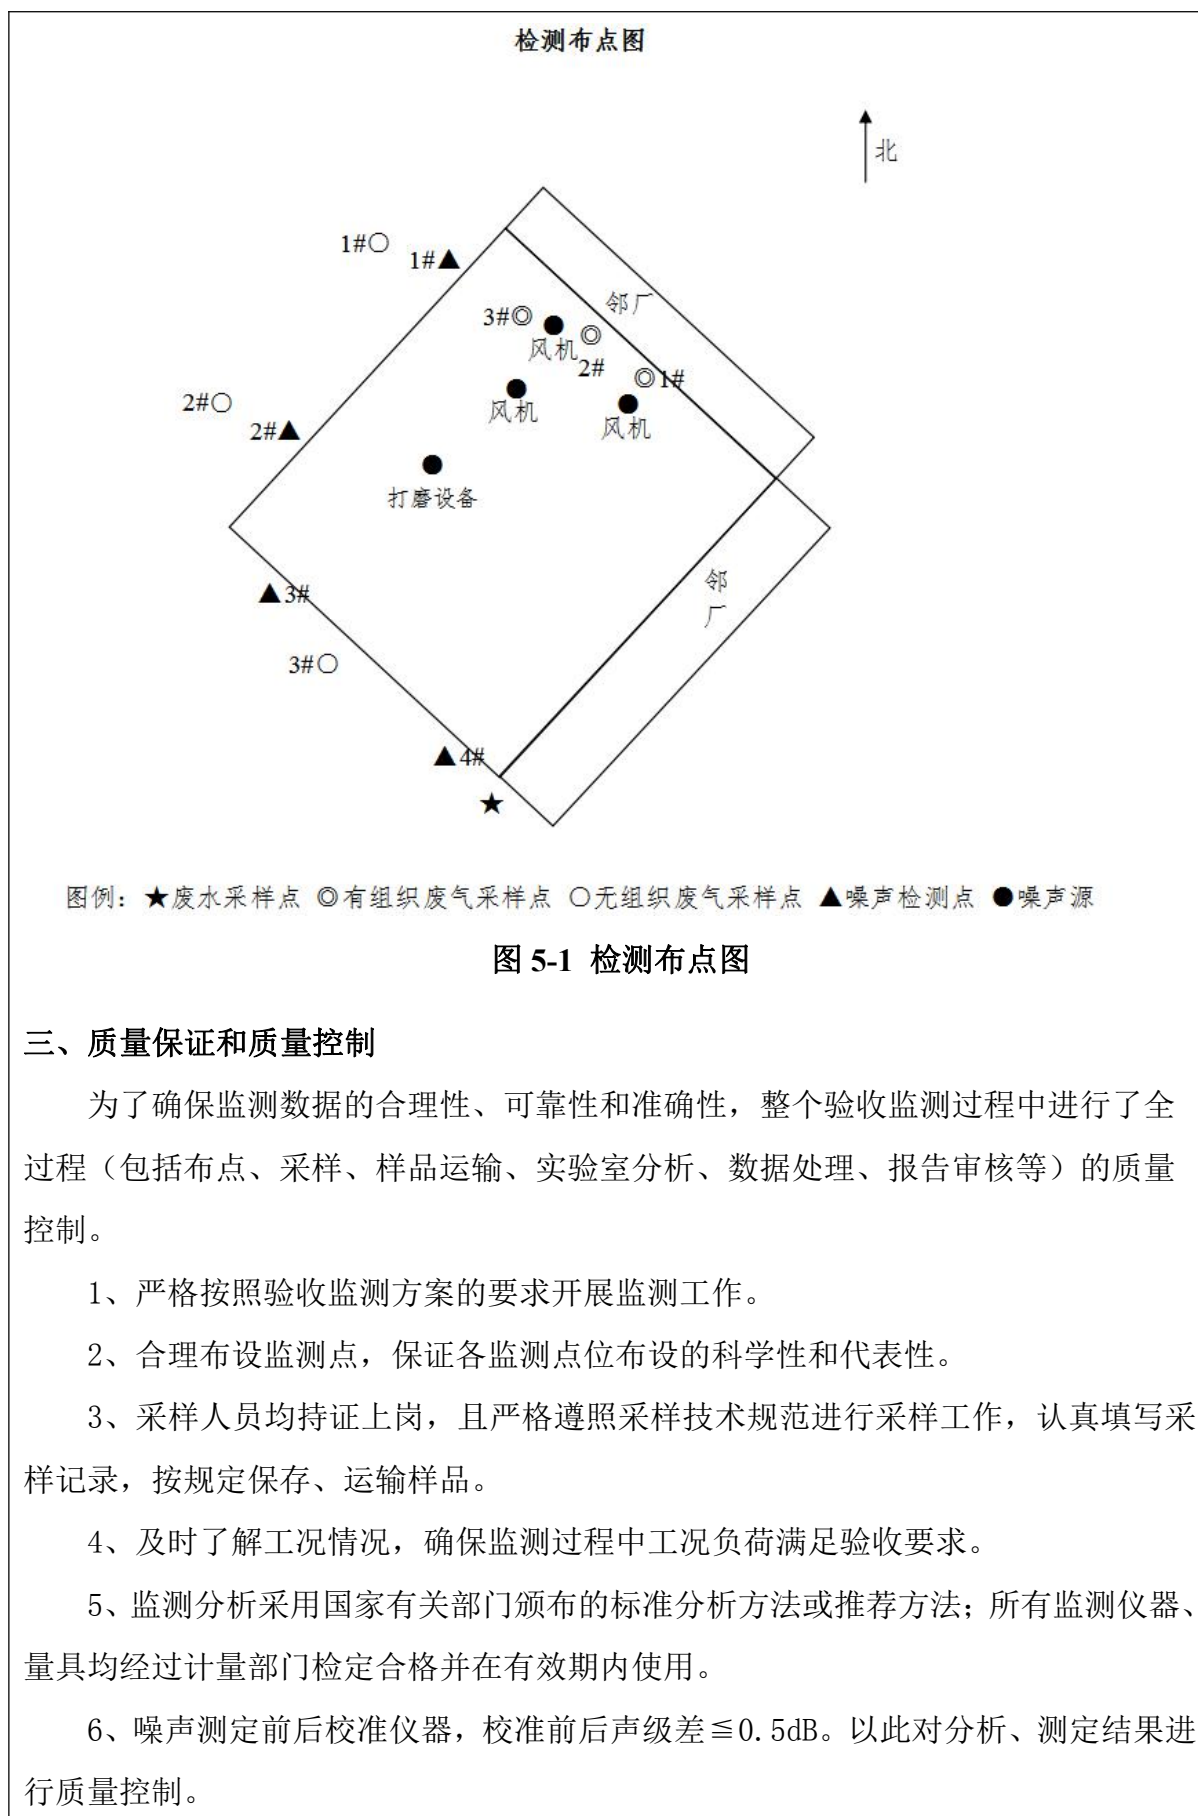 检测布点图
北
1#○
1#▲
邻厂
3#◎
风机
◎
2#
◎1#
2#○
风机
风机
2#▲
打磨设备
▲3#
邻
厂
3#○
▲4#
★
图例：★废水采样点 ◎有组织废气采样点 ○无组织废气采样点 ▲噪声检测点 ●噪声源
图 5-1 检测布点图
三、质量保证和质量控制
为了确保监测数据的合理性、可靠性和准确性，整个验收监测过程中进行了全
过程（包括布点、采样、样品运输、实验室分析、数据处理、报告审核等）的质量
控制。
1、严格按照验收监测方案的要求开展监测工作。
2、合理布设监测点，保证各监测点位布设的科学性和代表性。
3、采样人员均持证上岗，且严格遵照采样技术规范进行采样工作，认真填写采
样记录，按规定保存、运输样品。
4、及时了解工况情况，确保监测过程中工况负荷满足验收要求。
5、监测分析采用国家有关部门颁布的标准分析方法或推荐方法；所有监测仪器、
量具均经过计量部门检定合格并在有效期内使用。
6、噪声测定前后校准仪器，校准前后声级差≦0.5dB。以此对分析、测定结果进
行质量控制。